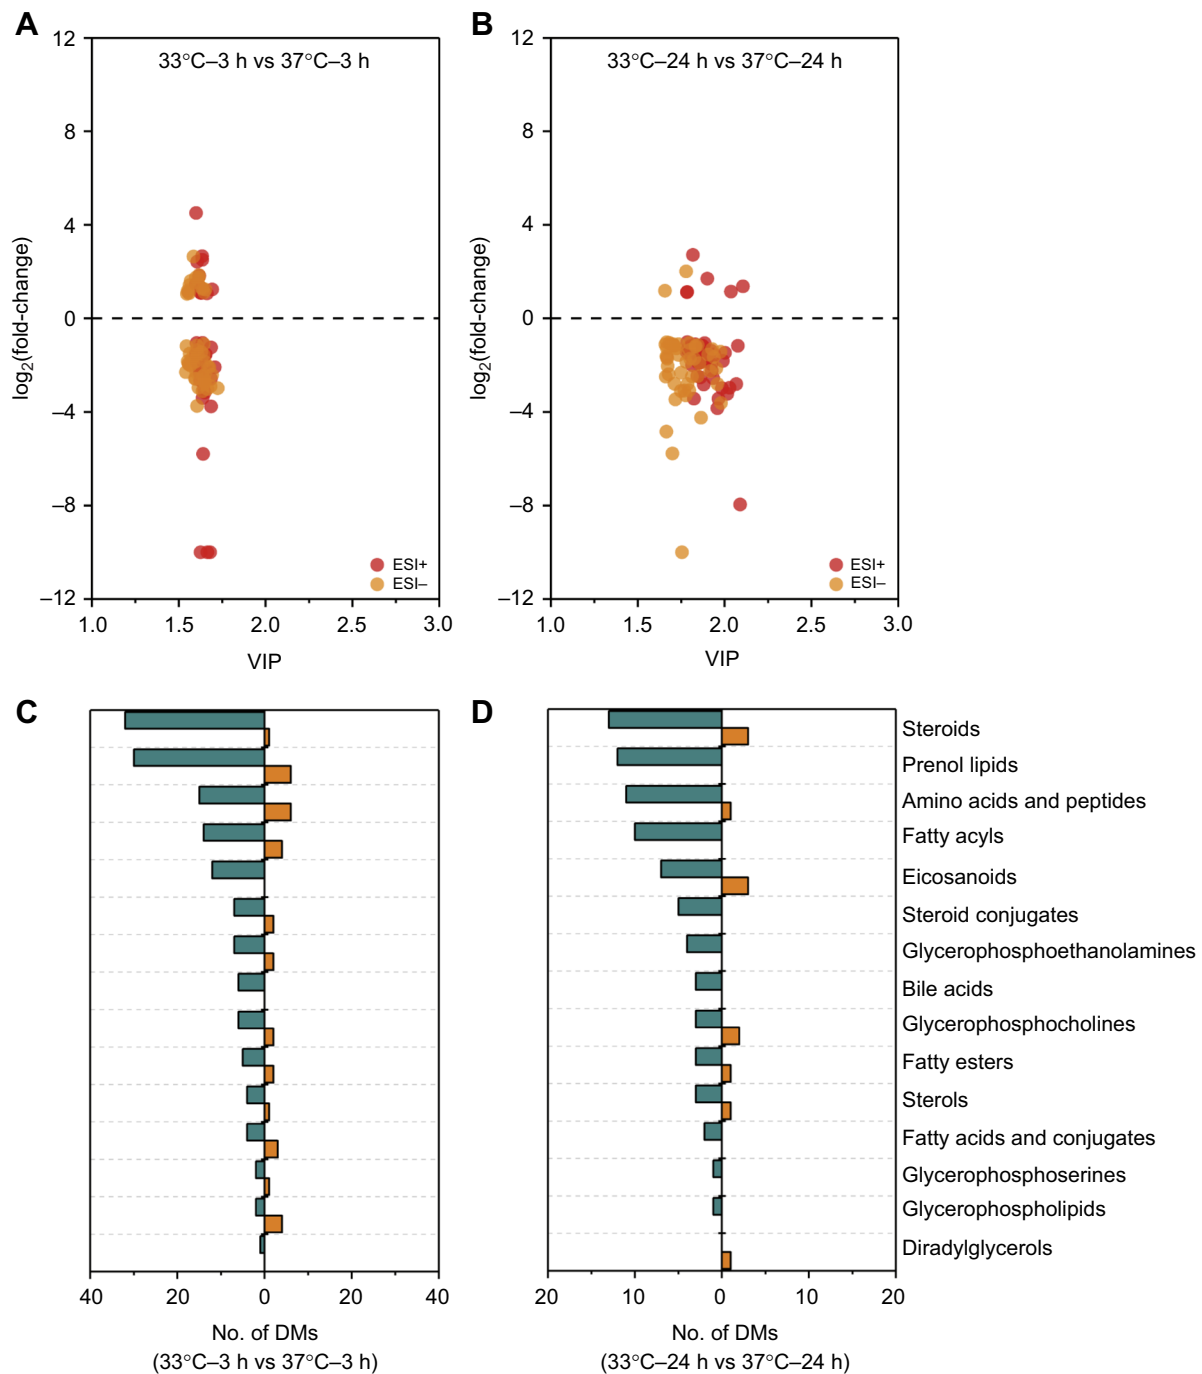 A
33°C–3 h vs 37°C–3 h
12
8
4
0
–4
–8
–12
log2(fold-change)
ESI+
ESI–
1.0
1.5
2.0
2.5
3.0
VIP
B
33°C–24 h vs 37°C–24 h
12
8
4
0
–4
–8
–12
log2(fold-change)
ESI+
ESI–
1.0
1.5
2.0
2.5
3.0
VIP
C
40
20
0
20
40
No. of DMs
(33°C–3 h vs 37°C–3 h)
D
Steroids
Prenol lipids
Amino acids and peptides
Fatty acyls
Eicosanoids
Steroid conjugates
Glycerophosphoethanolamines
Bile acids
Glycerophosphocholines
Fatty esters
Sterols
Fatty acids and conjugates
Glycerophosphoserines
Glycerophospholipids
Diradylglycerols
20
10
0
10
20
No. of DMs
(33°C–24 h vs 37°C–24 h)